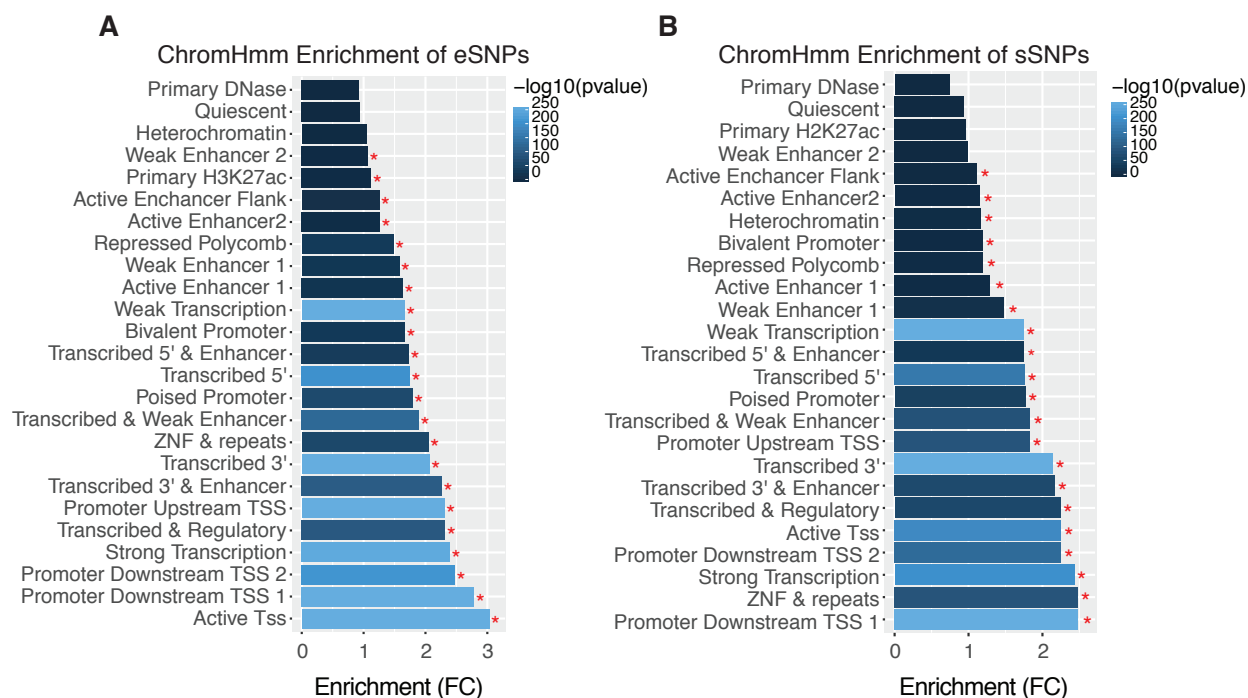 A
ChromHmm Enrichment of eSNPs
Primary DNase
Quiescent
Heterochromatin
Weak Enhancer 2
*
Primary H3K27ac
*
Active Enchancer Flank
*
Active Enhancer2
*
Repressed Polycomb
*
Weak Enhancer 1
*
Active Enhancer 1
*
Weak Transcription
*
Bivalent Promoter
*
Transcribed 5' & Enhancer
*
Transcribed 5'
*
Poised Promoter
*
Transcribed & Weak Enhancer
*
ZNF & repeats
*
Transcribed 3'
*
Transcribed 3' & Enhancer
*
Promoter Upstream TSS
*
Transcribed & Regulatory
*
Strong Transcription
*
Promoter Downstream TSS 2
*
Promoter Downstream TSS 1
*
Active Tss
*
0 1 2 3
Enrichment (FC)
−log10(pvalue)
250
200
150
100
50
0
B
ChromHmm Enrichment of sSNPs
Primary DNase
Quiescent
Primary H2K27ac
Weak Enhancer 2
Active Enchancer Flank
*
Active Enhancer2
*
Heterochromatin
*
Bivalent Promoter
*
Repressed Polycomb
*
Active Enhancer 1
*
Weak Enhancer 1
*
Weak Transcription
*
Transcribed 5' & Enhancer
*
Transcribed 5'
*
Poised Promoter
*
Transcribed & Weak Enhancer
*
Promoter Upstream TSS
*
Transcribed 3'
*
Transcribed 3' & Enhancer
*
Transcribed & Regulatory
*
Active Tss
*
Promoter Downstream TSS 2
*
Strong Transcription
*
ZNF & repeats
*
Promoter Downstream TSS 1
*
0 1 2
Enrichment (FC)
−log10(pvalue)
250
200
150
100
50
0